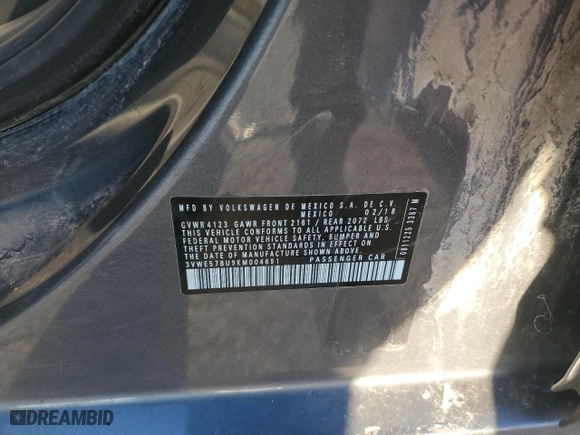 MFD BY VOLKSWAGEN DE MEXICO S.A. DE C.V.
MEXICO 02/18
GVWR 4123 GAWR FRONT 2161 / REAR 2072 LBS
THIS VEHICLE CONFORMS TO ALL APPLICABLE U.S.
FEDERAL MOTOR VEHICLE SAFETY, BUMPER AND
THEFT PREVENTION STANDARDS IN EFFECT ON THE
DATE OF MANUFACTURE SHOWN ABOVE.
3VWE57BU9KM004691 PASSENGER CAR
0811225 3387 M
DREAMBID